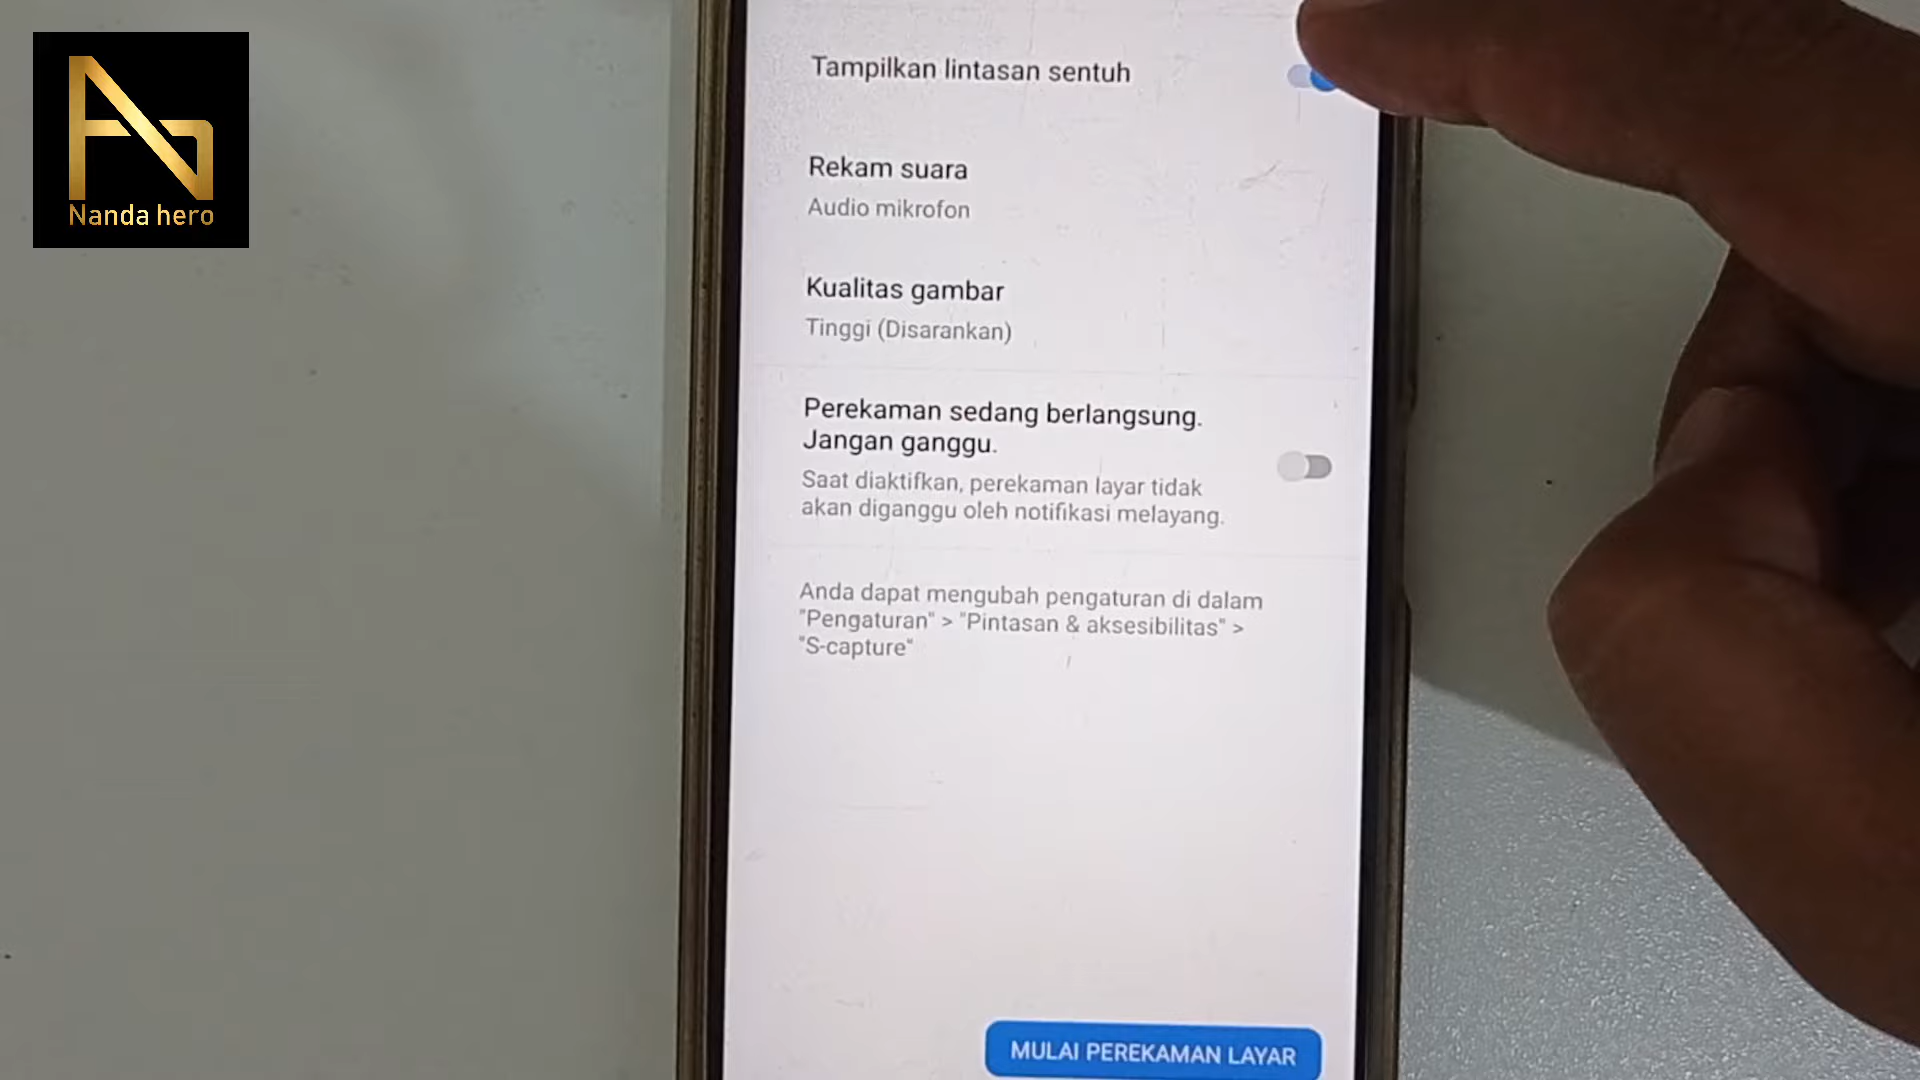 Nanda hero
Tampilkan lintasan sentuh
Rekam suara
Audio mikrofon
Kualitas gambar
Tinggi (Disarankan)
Perekaman sedang berlangsung.
Jangan ganggu.
Saat diaktifkan, perekaman layar tidak
akan diganggu oleh notifikasi melayang.
Anda dapat mengubah pengaturan di dalam
"Pengaturan" > "Pintasan & aksesibilitas" >
"S-capture"
MULAI PEREKAMAN LAYAR